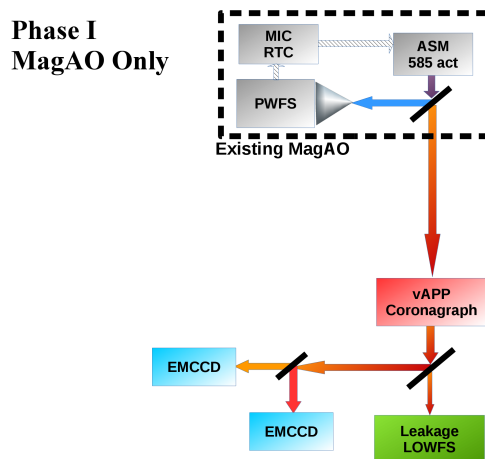 Phase I
MagAO Only
MIC
RTC
ASM
585 act
PWFS
Existing MagAO
vAPP
Coronagraph
EMCCD
EMCCD
Leakage
LOWFS